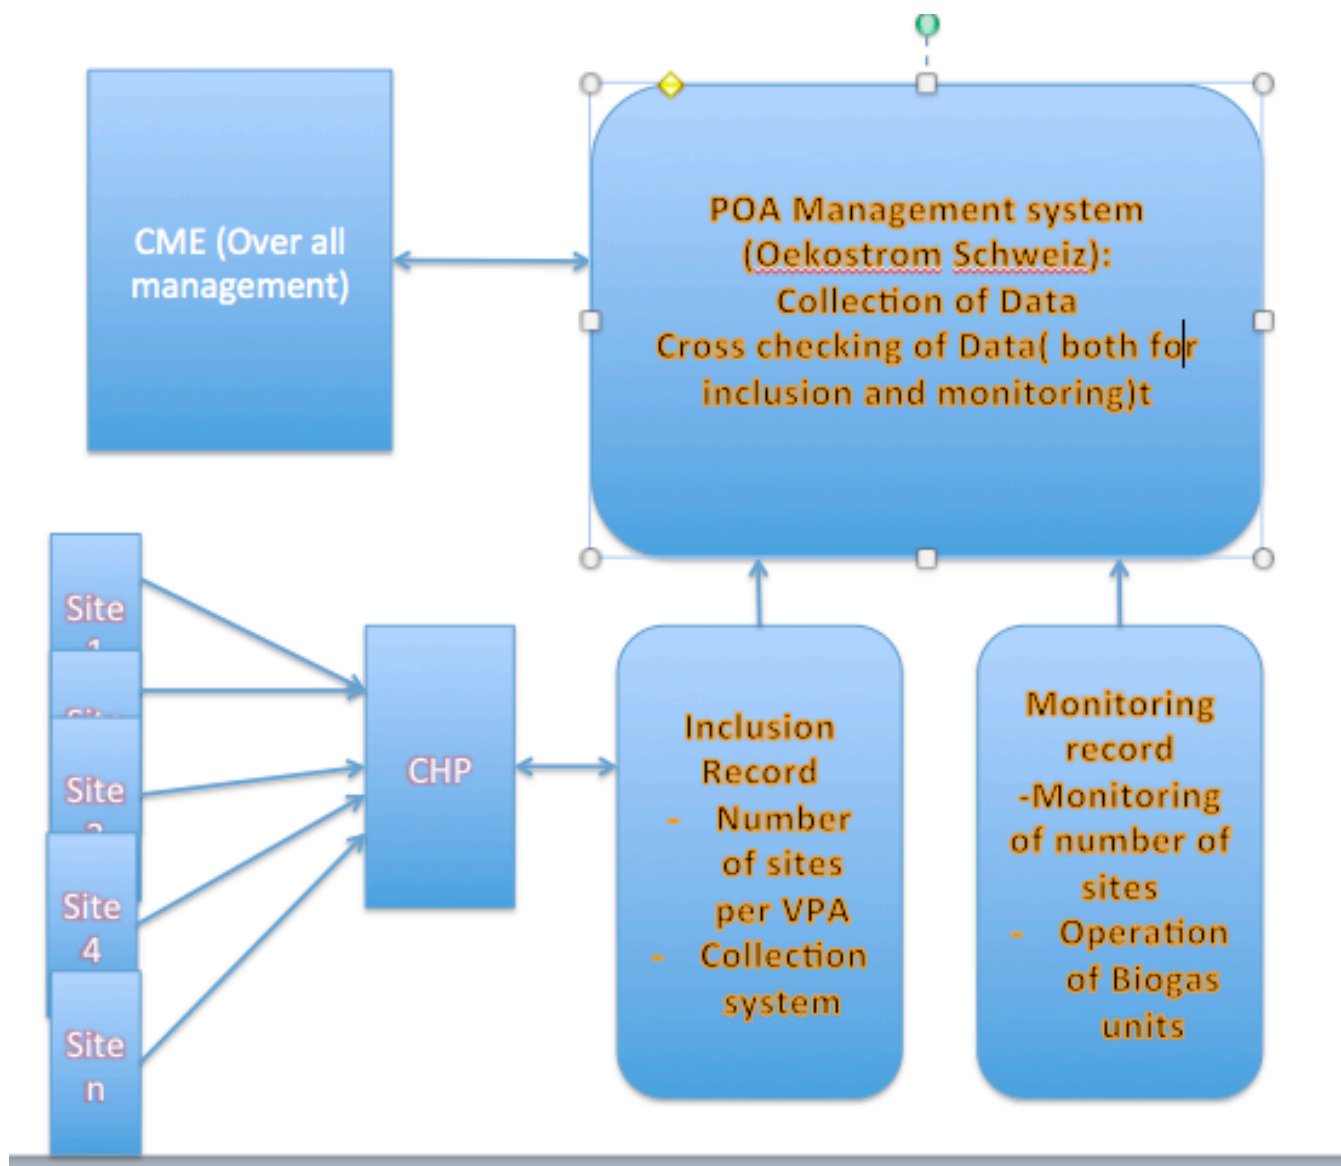 CME (Over all
management)
POA Management system
(Oekostrom Schweiz):
Collection of Data
Cross checking of Data( both for
inclusion and monitoring)t
Site
Site
Site
4
Site
n
CHP
Inclusion
Record
- Number
of sites
per VPA
- Collection
system
Monitoring
record
-Monitoring
of number of
sites
- Operation
of Biogas
units